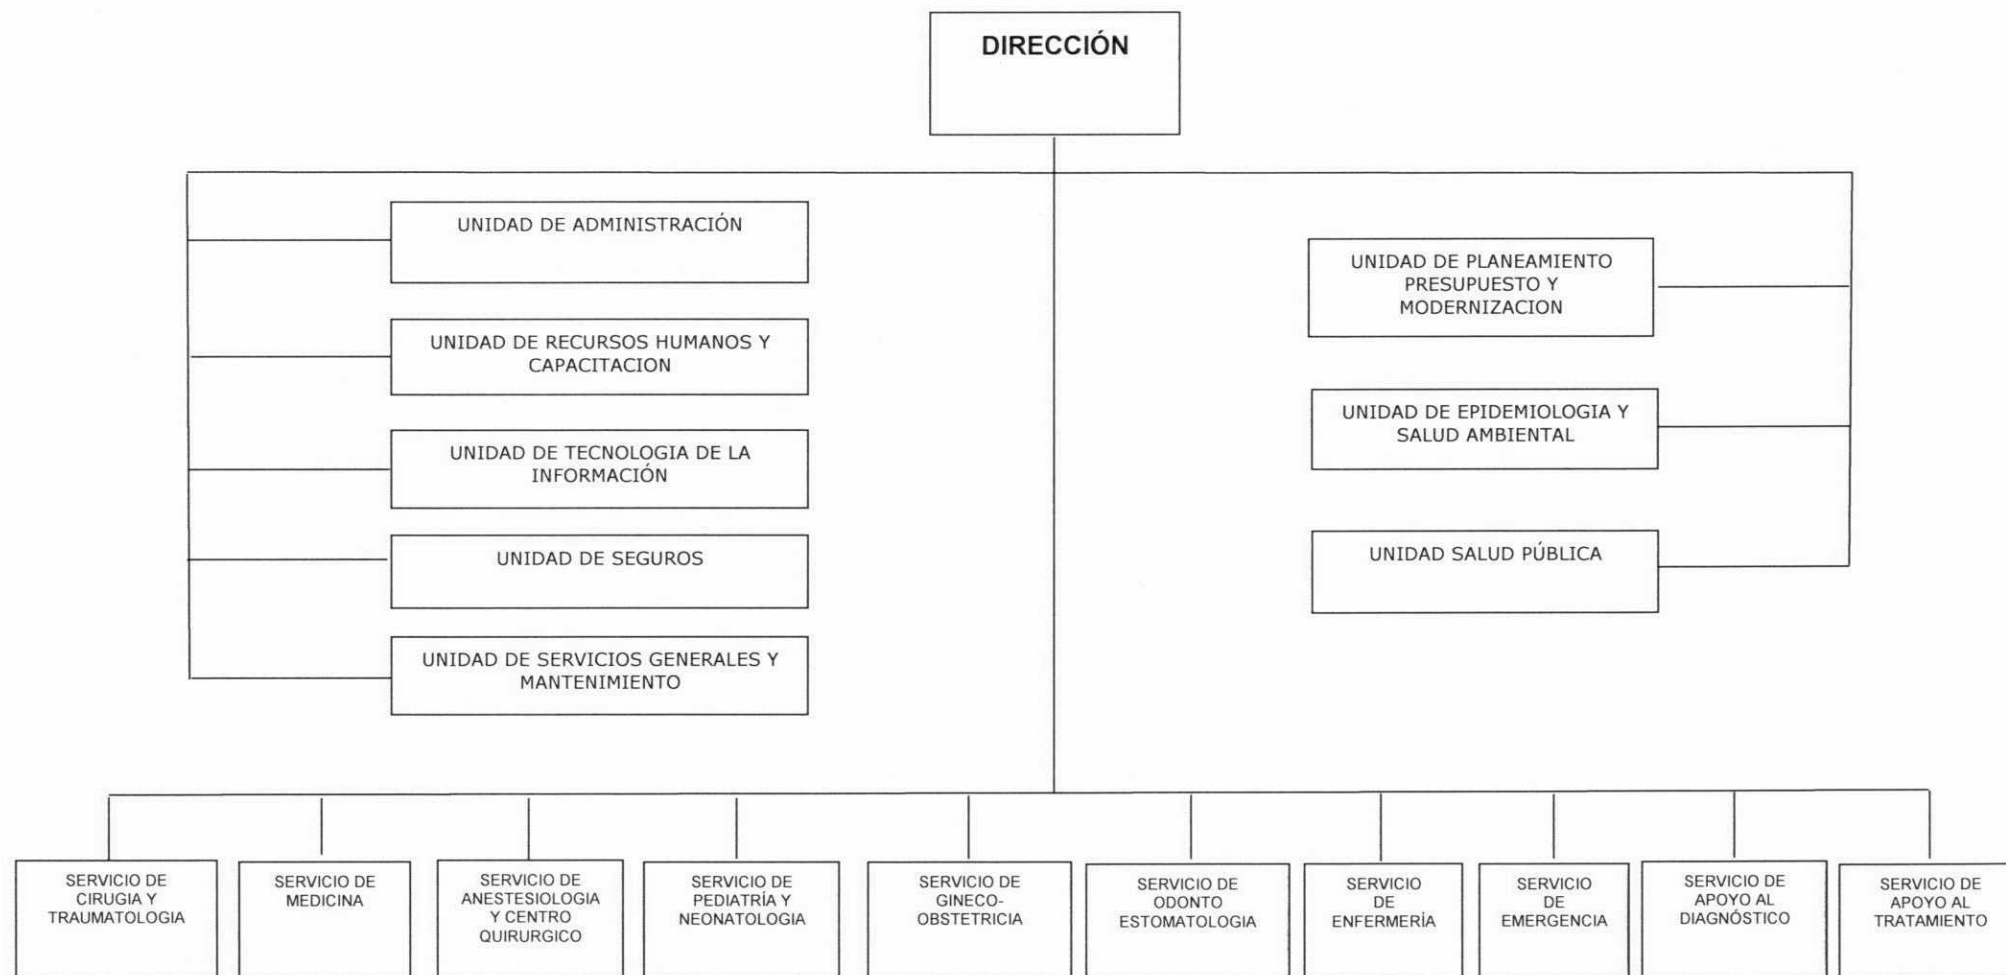 DIRECCIÓN
UNIDAD DE ADMINISTRACIÓN
UNIDAD DE RECURSOS HUMANOS Y
CAPACITACION
UNIDAD DE TECNOLOGIA DE LA
INFORMACIÓN
UNIDAD DE SEGUROS
UNIDAD DE SERVICIOS GENERALES Y
MANTENIMIENTO
UNIDAD DE PLANEAMIENTO
PRESUPUESTO Y
MODERNIZACION
UNIDAD DE EPIDEMIOLOGIA Y
SALUD AMBIENTAL
UNIDAD SALUD PÚBLICA
SERVICIO DE
CIRUGIA Y
TRAUMATOLOGIA
SERVICIO DE
MEDICINA
SERVICIO DE
ANESTESIOLOGIA
Y CENTRO
QUIRURGICO
SERVICIO DE
PEDIATRÍA Y
NEONATOLOGIA
SERVICIO DE
GINECO-
OBSTETRICIA
SERVICIO DE
ODONTO
ESTOMATOLOGIA
SERVICIO
DE
ENFERMERÍA
SERVICIO
DE
EMERGENCIA
SERVICIO DE
APOYO AL
DIAGNÓSTICO
SERVICIO DE
APOYO AL
TRATAMIENTO